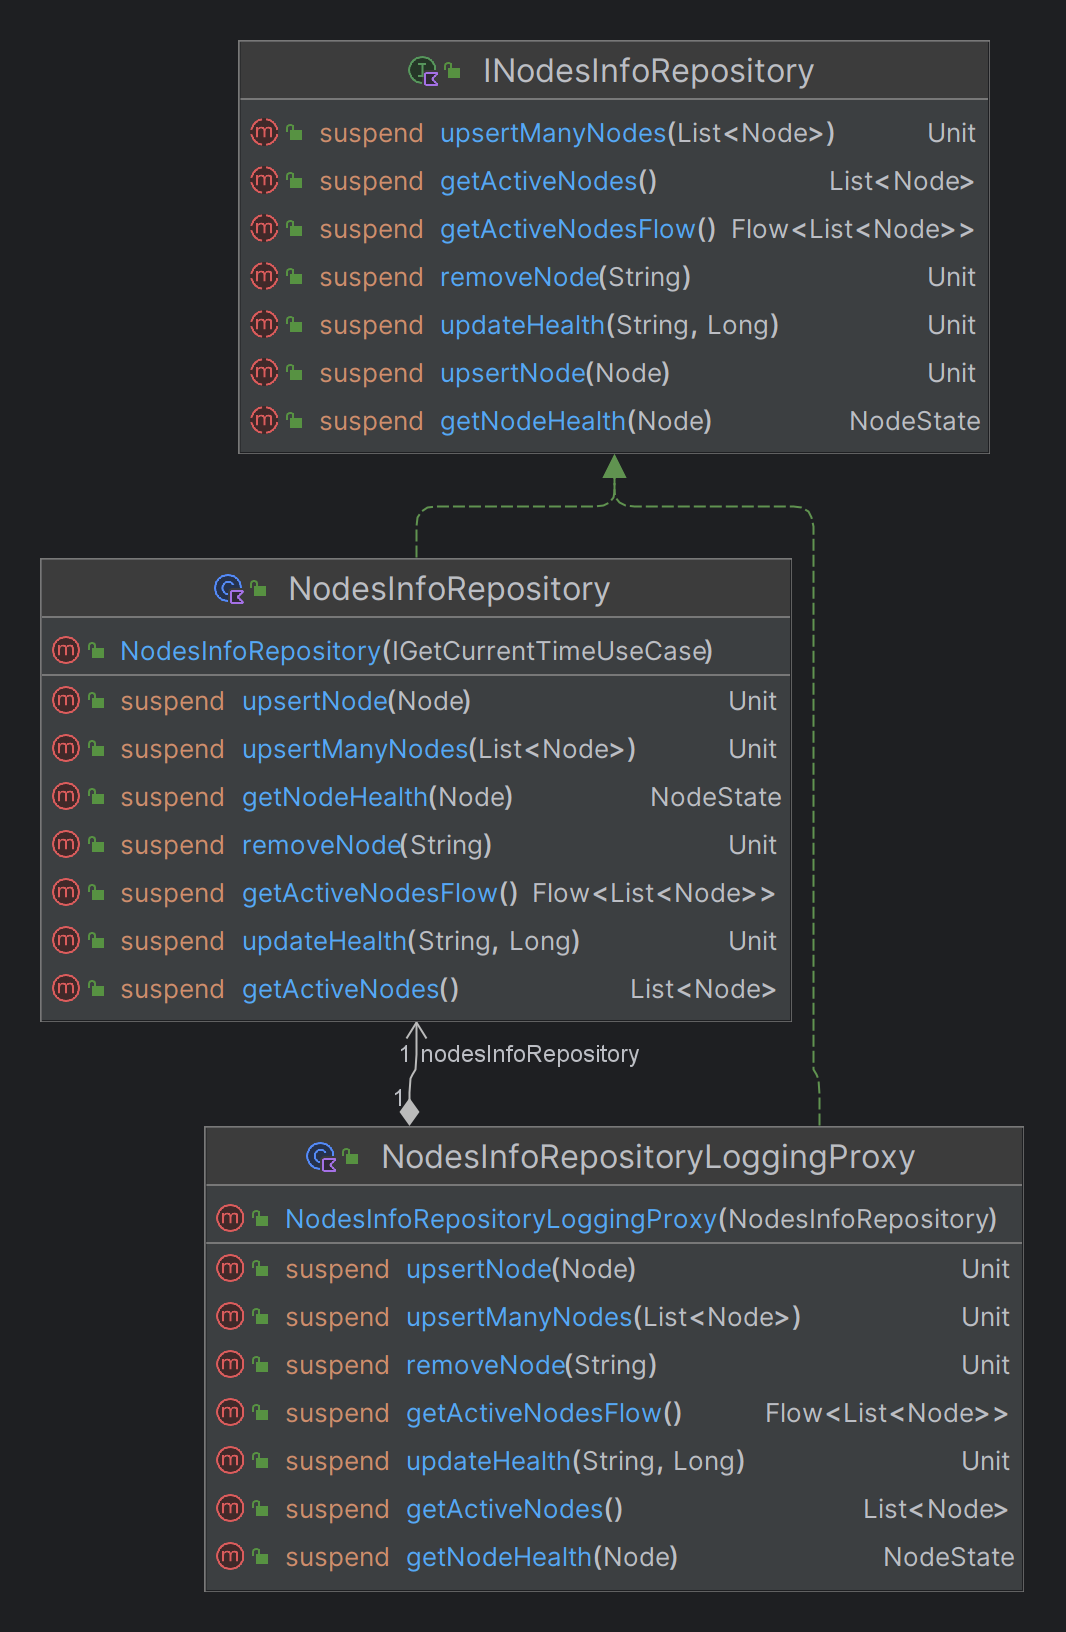 INodesInfoRepository
suspend upsertManyNodes(List<Node>) Unit
suspend getActiveNodes() List<Node>
suspend getActiveNodesFlow() Flow<List<Node>>
suspend removeNode(String) Unit
suspend updateHealth(String, Long) Unit
suspend upsertNode(Node) Unit
suspend getNodeHealth(Node) NodeState
NodesInfoRepository
NodesInfoRepository(IGetCurrentTimeUseCase)
suspend upsertNode(Node) Unit
suspend upsertManyNodes(List<Node>) Unit
suspend getNodeHealth(Node) NodeState
suspend removeNode(String) Unit
suspend getActiveNodesFlow() Flow<List<Node>>
suspend updateHealth(String, Long) Unit
suspend getActiveNodes() List<Node>
1 nodesInfoRepository
1
NodesInfoRepositoryLoggingProxy
NodesInfoRepositoryLoggingProxy(NodesInfoRepository)
suspend upsertNode(Node) Unit
suspend upsertManyNodes(List<Node>) Unit
suspend removeNode(String) Unit
suspend getActiveNodesFlow() Flow<List<Node>>
suspend updateHealth(String, Long) Unit
suspend getActiveNodes() List<Node>
suspend getNodeHealth(Node) NodeState